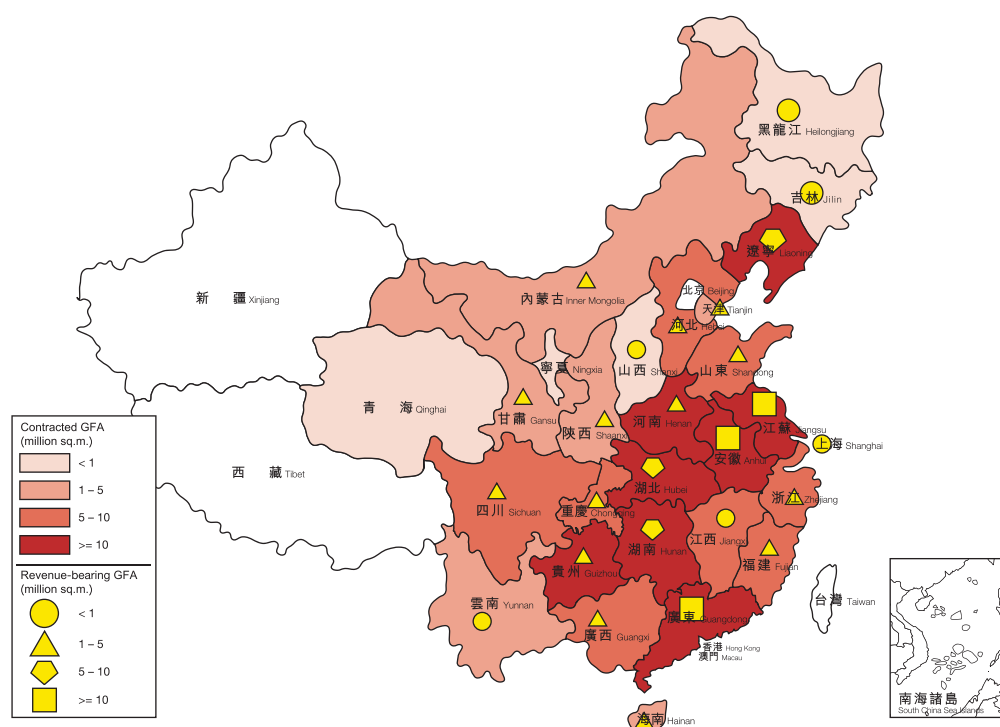 黑龍江 Heilongjiang
吉林 Jilin
遼寧 Liaoning
新疆 Xinjiang
內蒙古 Inner Mongolia
北京 Beijing
天津 Tianjin
河北 Hebei
寧夏 Ningxia
山西 Shanxi
山東 Shandong
青海 Qinghai
甘肅 Gansu
陝西 Shaanxi
河南 Henan
江蘇 Jiangsu
上海 Shanghai
安徽 Anhui
西藏 Tibet
湖北 Hubei
四川 Sichuan
重慶 Chongqing
浙江 Zhejiang
湖南 Hunan
江西 Jiangxi
福建 Fujian
貴州 Guizhou
雲南 Yunnan
台灣 Taiwan
廣西 Guangxi
廣東 Guangdong
香港 Hong Kong
澳門 Macau
海南 Hainan
南海諸島
South China Sea Islands
Contracted GFA
(million sq.m.)
< 1
1 – 5
5 – 10
>= 10
Revenue-bearing GFA
(million sq.m.)
< 1
1 – 5
5 – 10
>= 10